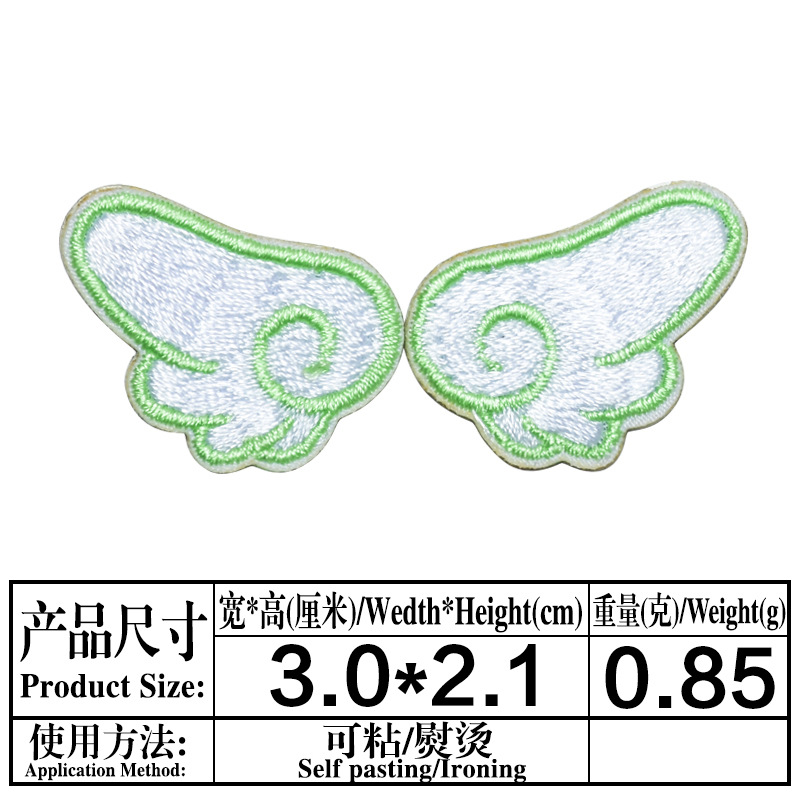 产品尺寸
Product Size:
宽*高(厘米)/Wedth*Height(cm)
3.0*2.1
重量(克)/Weight(g)
0.85
使用方法:
Application Method:
可粘/熨烫
Self pasting/Ironing